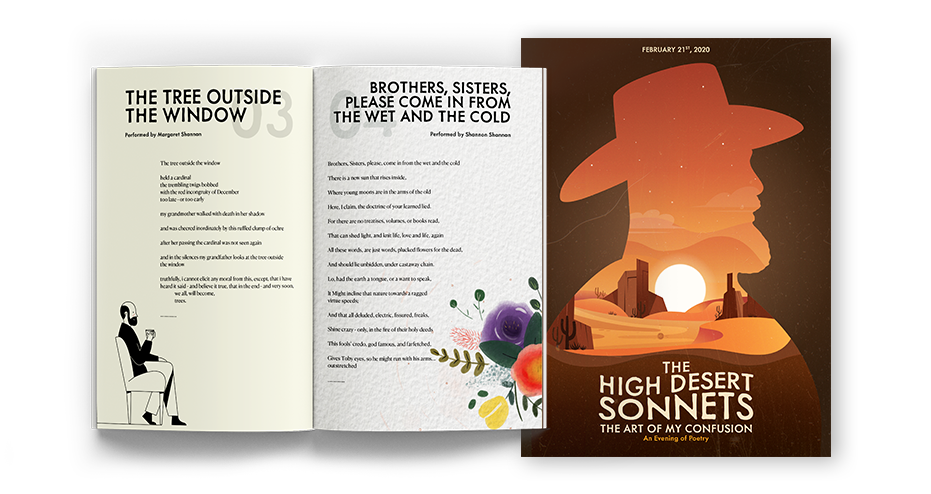 THE TREE OUTSIDE
THE WINDOW
03
Performed by Margaret Shannon
The tree outside the window
held a cardinal
the trembling twigs bobbed
with the red incongruity of December
too late - or too early
my grandmother walked with death in her shadow
and was cheered inordinately by this ruffled clump of ochre
after her passing the cardinal was not seen again
and in the silences my grandfather looks at the tree outside
the window
truthfully, i cannot elicit any moral from this, except, that i have
heard it said - and believe it true, that in the end - and very soon,
we all, will become,
trees.
BROTHERS, SISTERS,
PLEASE COME IN FROM
THE WET AND THE COLD
04
Performed by Shannon Shannon
Brothers, Sisters, please, come in from the wet and the cold
There is a new sun that rises inside,
Where young moons are in the arms of the old
Here, I claim, the doctrine of your learned lied.
For there are no treatises, volumes, or books read,
That can shed light, and knit life, love and life, again
All these words, are just words, plucked flowers for the dead,
And should lie unbidden, under castaway chain.
Lo, had the earth a tongue, or a want to speak,
It Might incline that nature towards a ragged
virtue speeds;
And that all deluded, electric, fissured, freaks,
Shine crazy - only, in the fire of their holy deeds;
This fools' credo, god famous, and far fetched,
Gives Toby eyes, so he might run with his arms
outstretched
FEBRUARY 21ST, 2020
THE
HIGH DESERT
SONNETS
THE ART OF MY CONFUSION
An Evening of Poetry